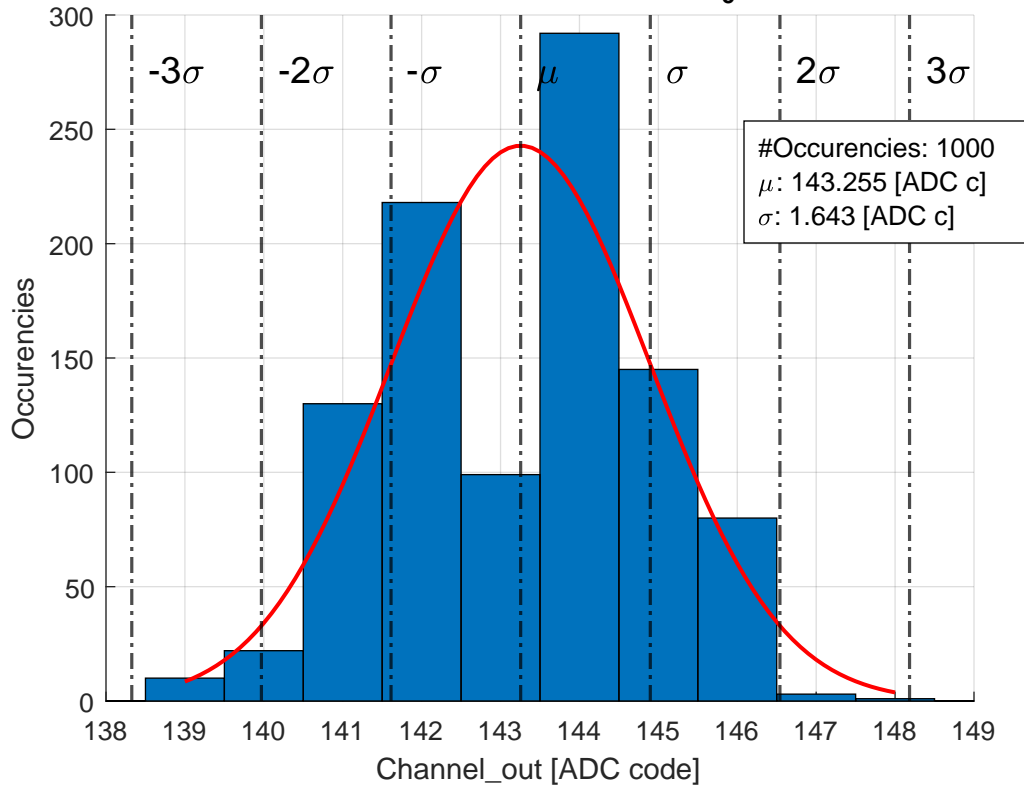 300
250
200
150
100
50
0
Occurencies
-3σ -2σ -σ μ σ 2σ 3σ
#Occurencies: 1000
μ: 143.255 [ADC c]
σ: 1.643 [ADC c]
138 139 140 141 142 143 144 145 146 147 148 149
Channel_out [ADC code]